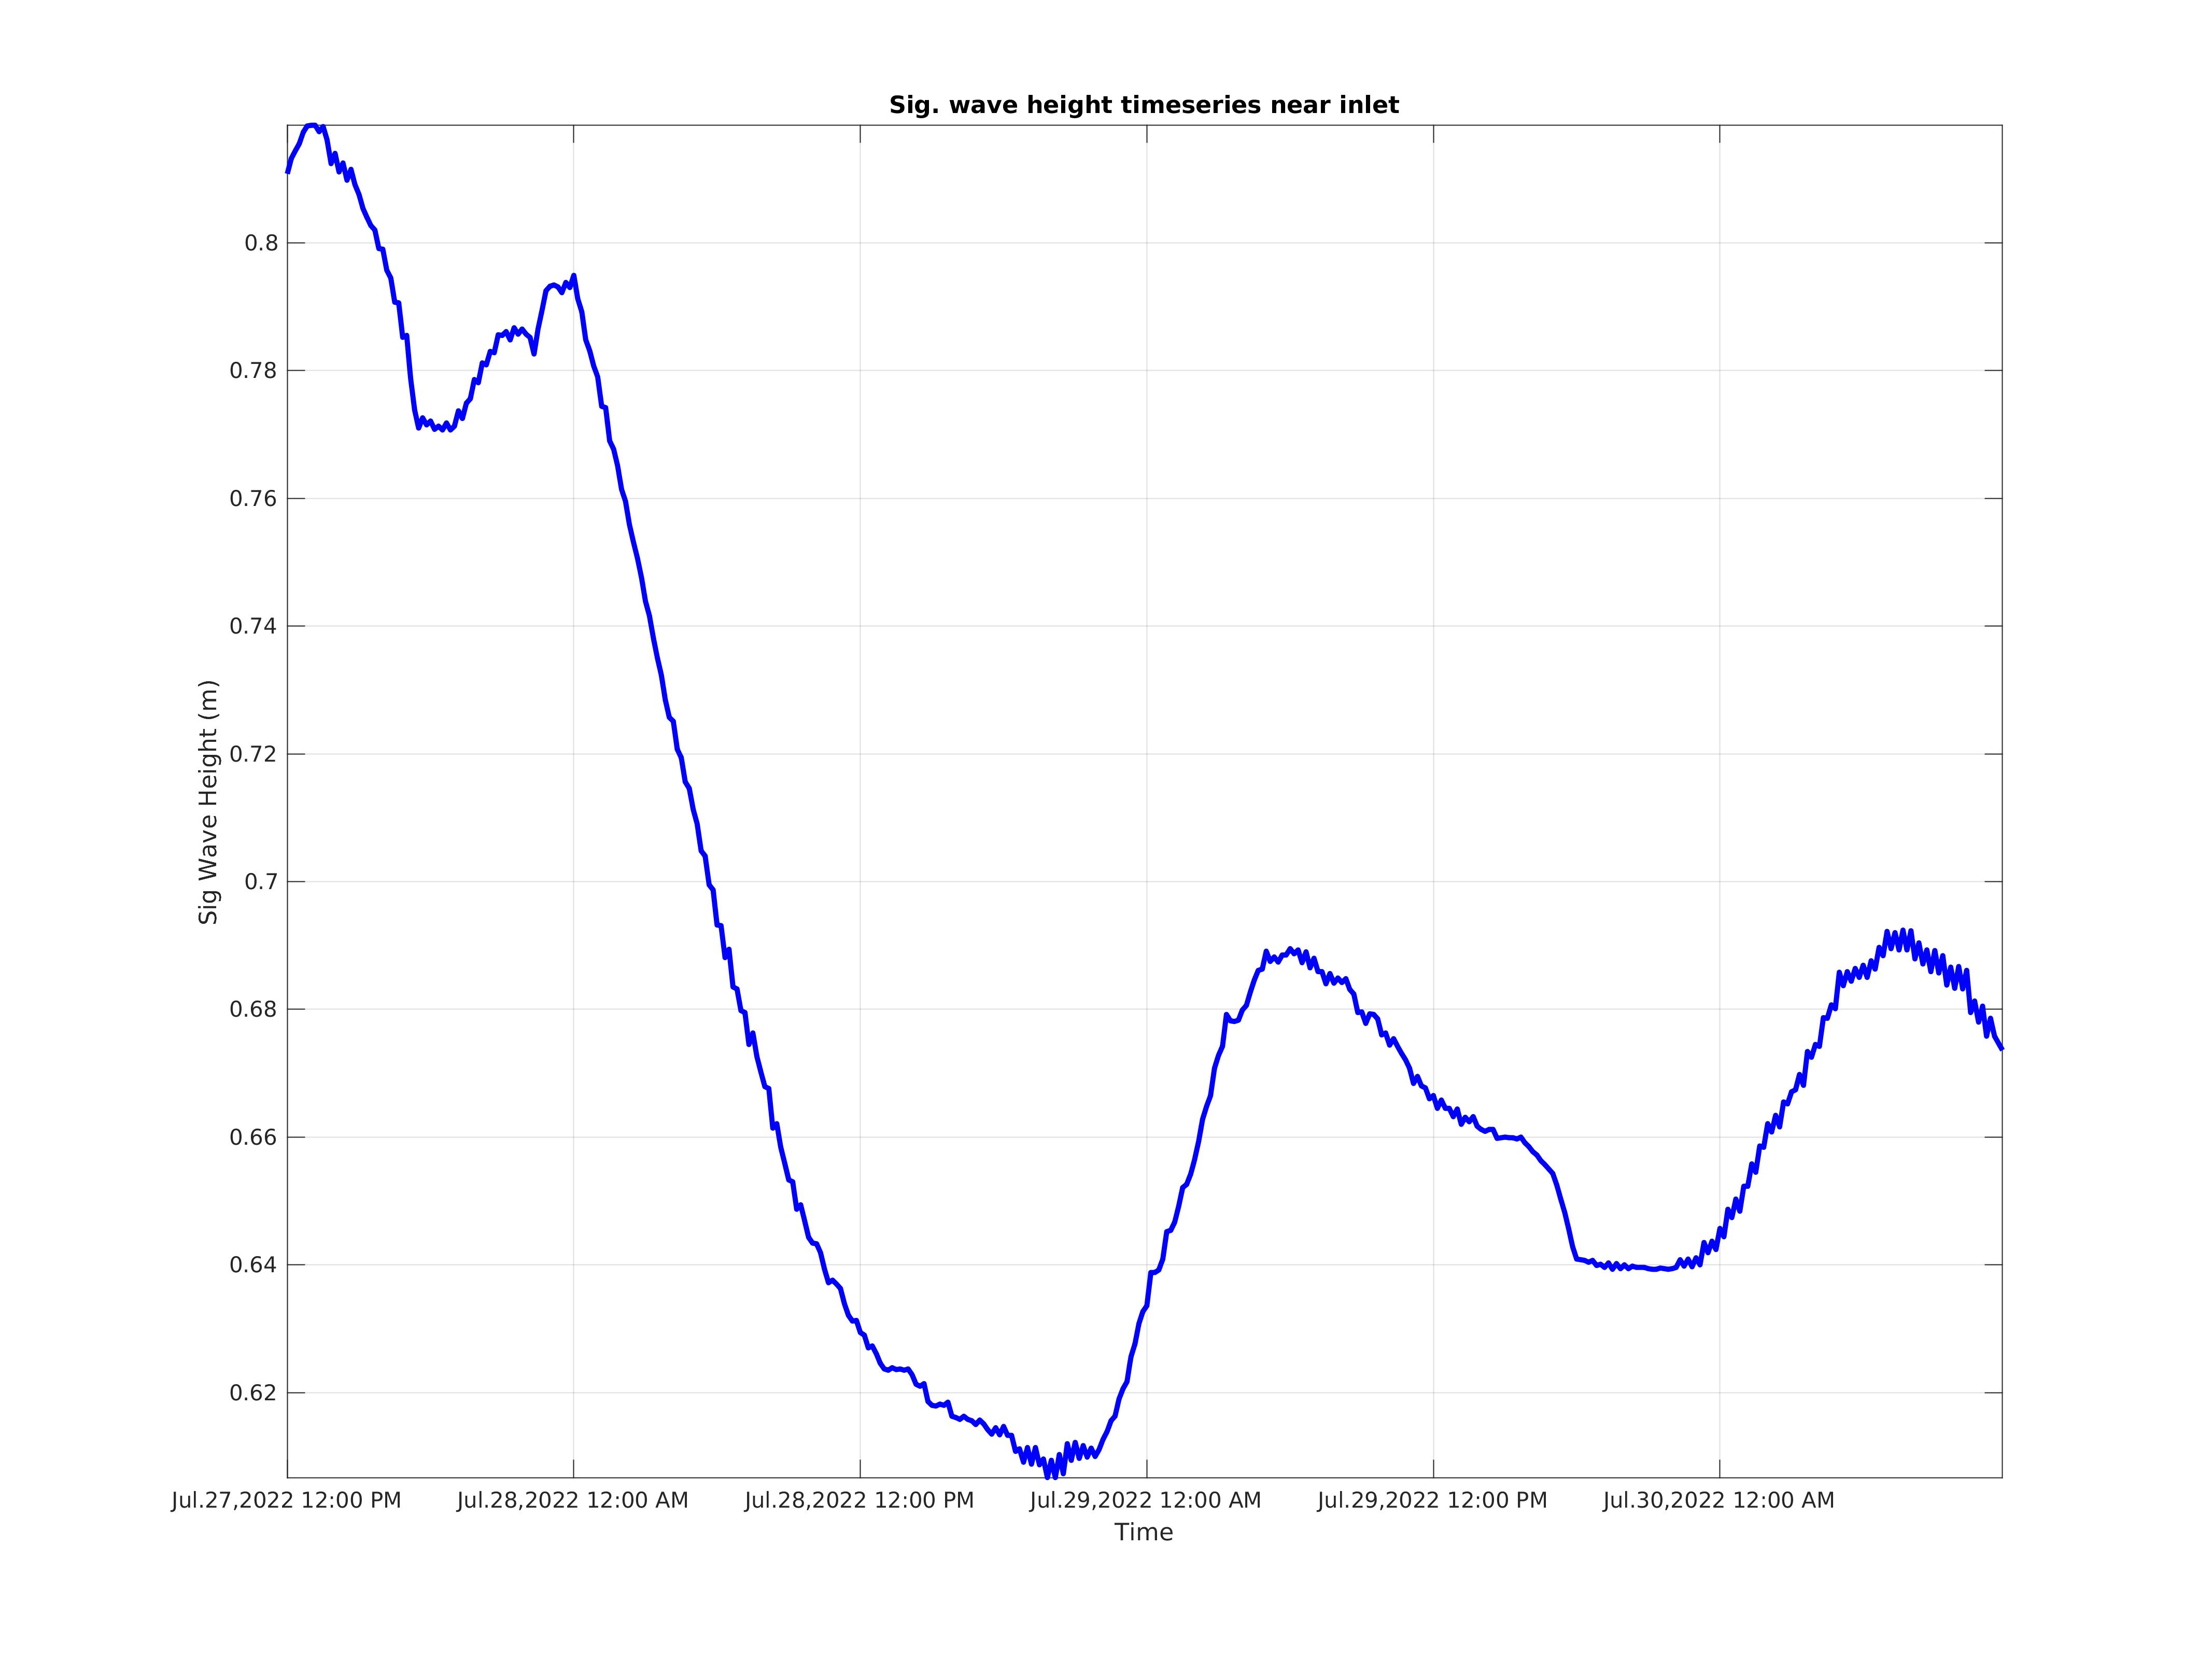 Sig. wave height timeseries near inlet
0.8
0.78
0.76
0.74
0.72
0.7
0.68
0.66
0.64
0.62
Sig Wave Height (m)
Jul.27,2022 12:00 PM Jul.28,2022 12:00 AM Jul.28,2022 12:00 PM Jul.29,2022 12:00 AM Jul.29,2022 12:00 PM Jul.30,2022 12:00 AM
Time